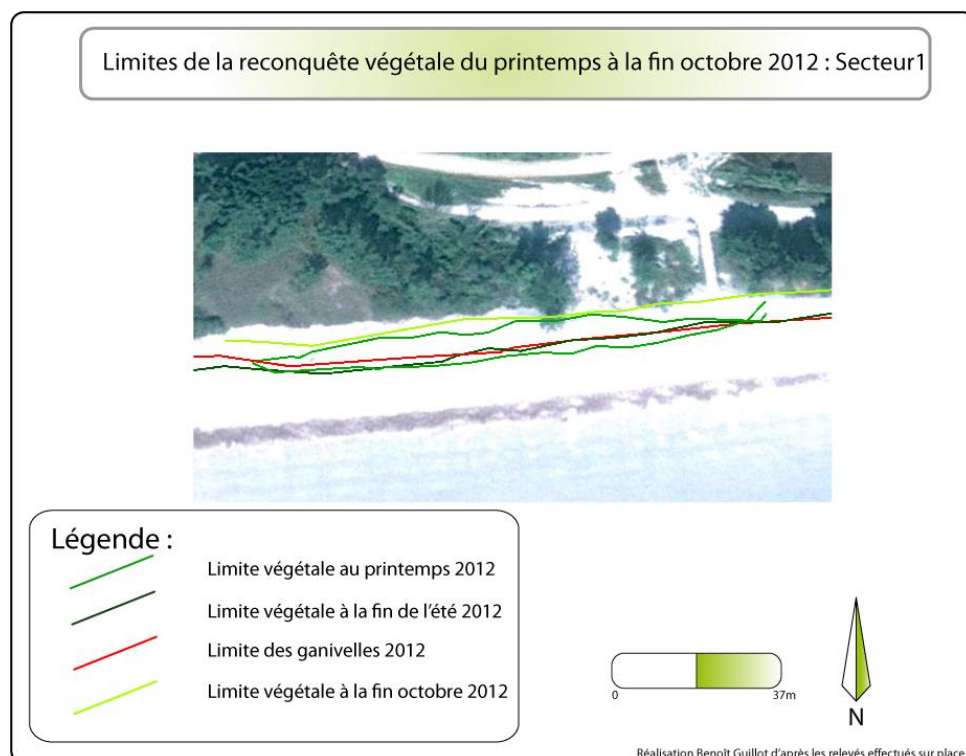 Limites de la reconquête végétale du printemps à la fin octobre 2012 : Secteur1
Légende :
Limite végétale au printemps 2012
Limite végétale à la fin de l'été 2012
Limite des ganivelles 2012
Limite végétale à la fin octobre 2012
0
37m
N
Réalisation Benoît Guillot d'après les relevés effectués sur place